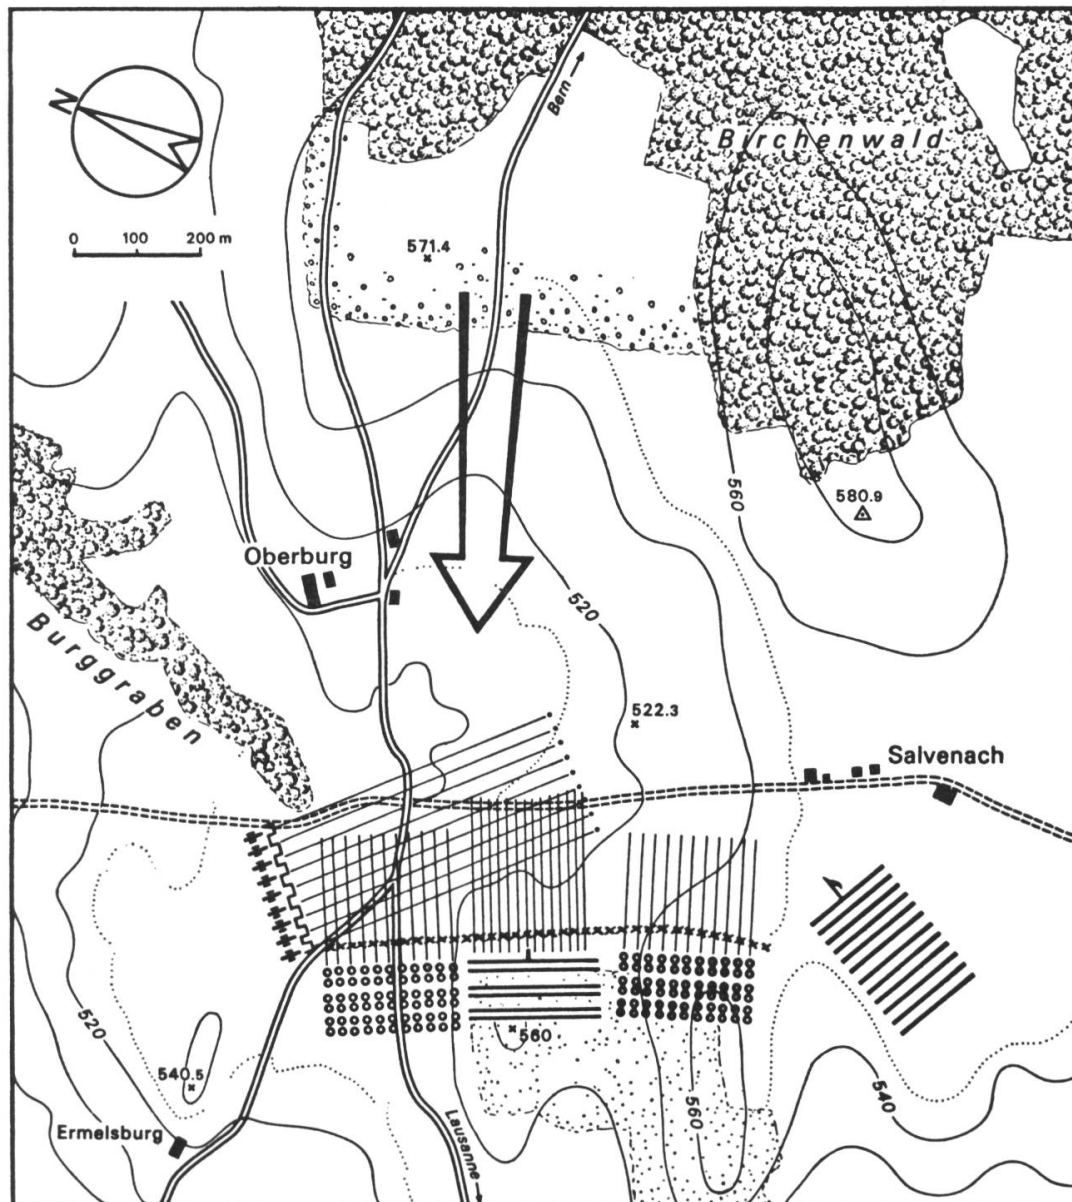 Bern →
Birchenwald
N
0 100 200 m
571.4
560
580.9
Oberburg
520
Burggraben
522.3
Salvenach
520
560
540.5
560
540
Ermelsburg
Lausanne →